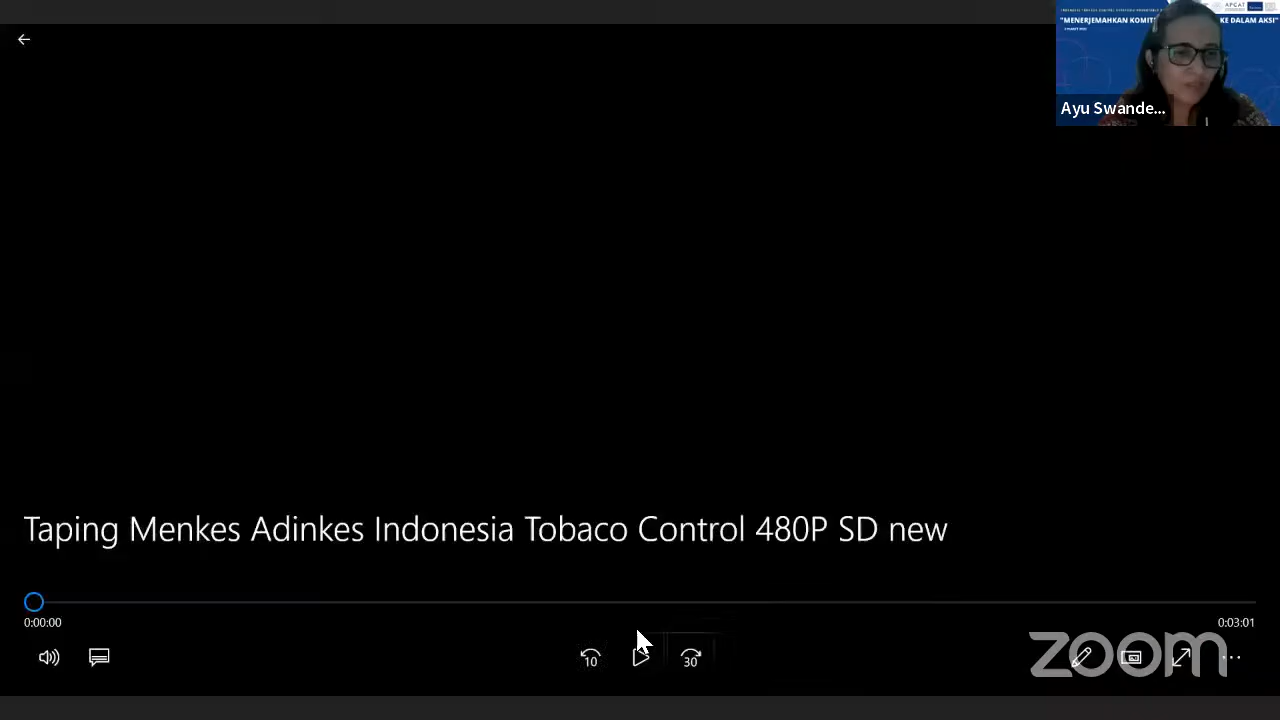 APCAT
"MENERJEMAHKAN KOMIT KE DALAM AKSI"
Ayu Swande...
Taping Menkes Adinkes Indonesia Tobaco Control 480P SD new
0:00:00
0:03:01
10
30
zoom